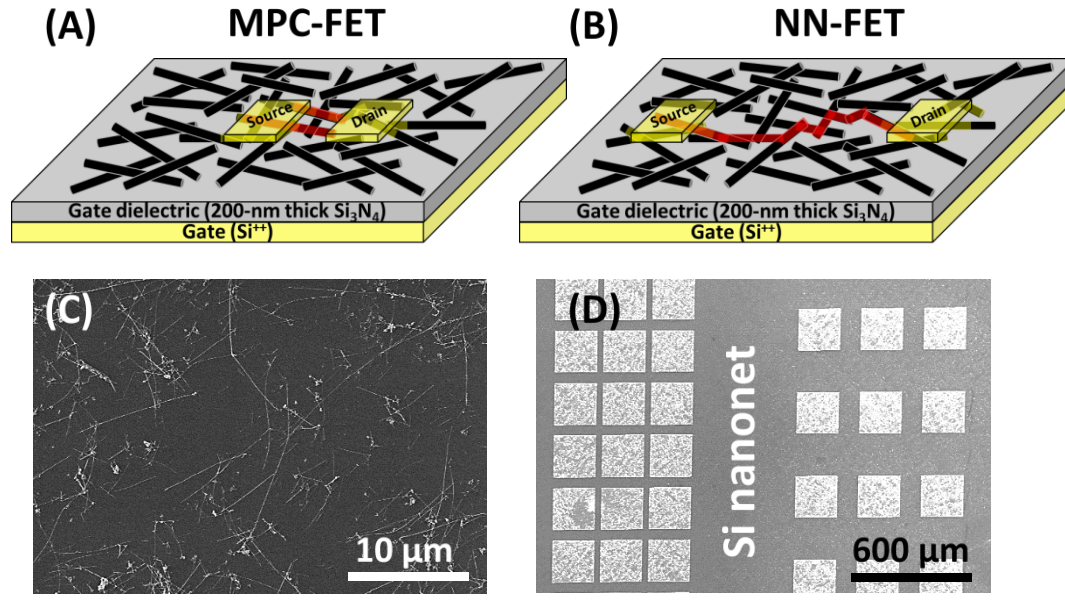 (A) MPC-FET
(B) NN-FET
Source
Drain
Gate dielectric (200-nm thick Si₃N₄)
Gate (Si⁺⁺)
Source
Drain
Gate dielectric (200-nm thick Si₃N₄)
Gate (Si⁺⁺)
(C)
10 µm
(D)
Si nanonet
600 µm